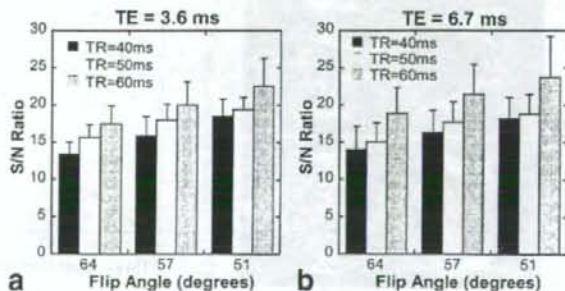 TE = 3.6 ms
30
25
20
15
10
5
0
S/N Ratio
TR=40ms
TR=50ms
TR=60ms
64 57 51
Flip Angle (degrees)
a
TE = 6.7 ms
30
25
20
15
10
5
0
S/N Ratio
TR=40ms
TR=50ms
TR=60ms
64 57 51
Flip Angle (degrees)
b